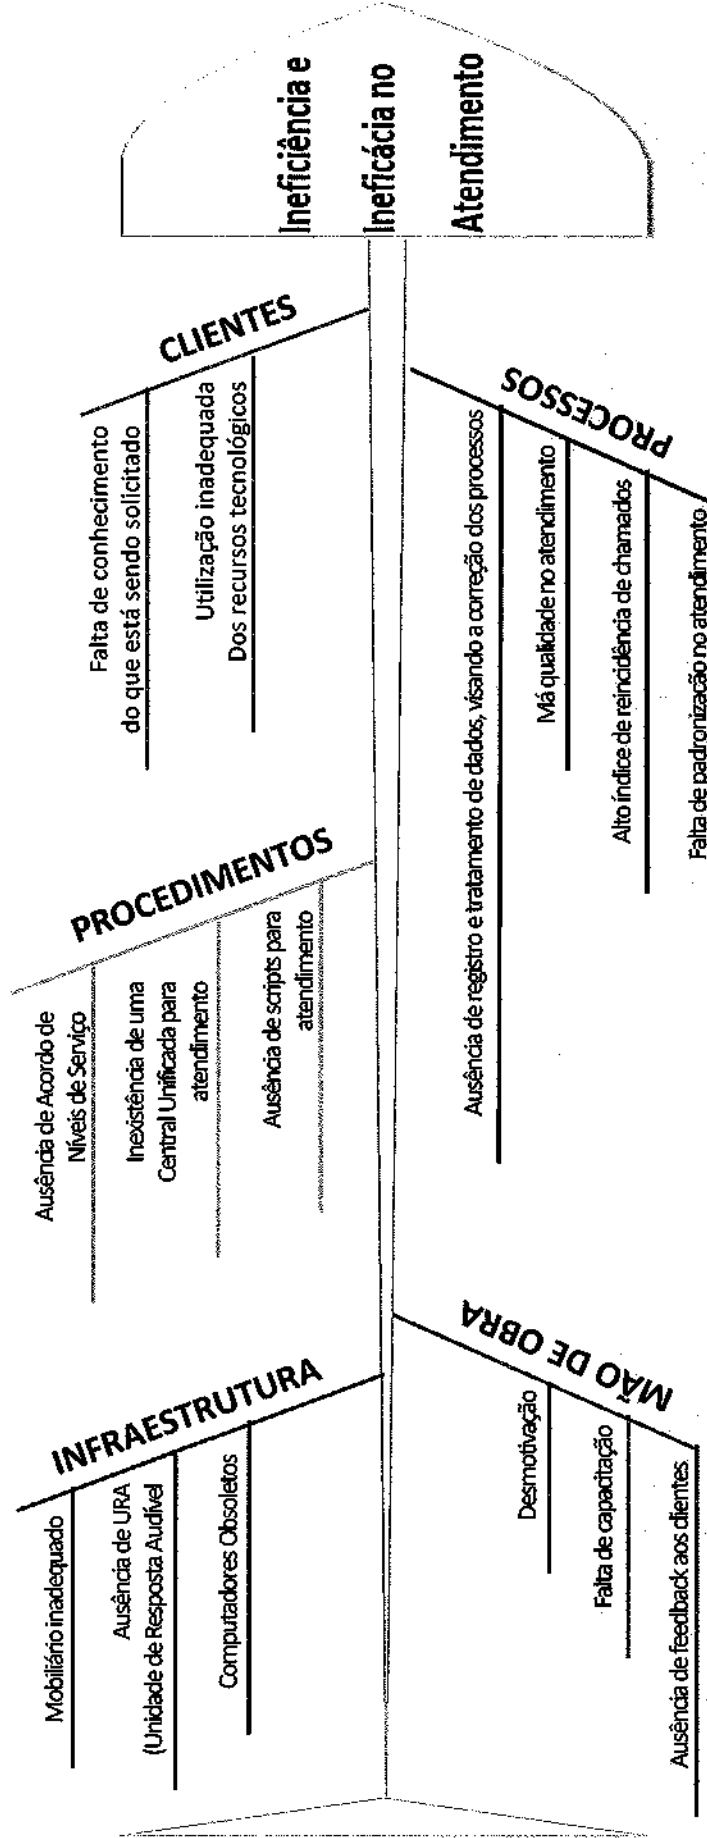 INFRAESTRUTURA
Mobiliário inadequado
Ausência de URA
(Unidade de Resposta Audível
Computadores Obsoletos
PROCEDIMENTOS
Ausência de Acordo de
Níveis de Serviço
Inexistência de uma
Central Unificada para
atendimento
Ausência de scripts para
atendimento
CLIENTES
Falta de conhecimento
do que está sendo solicitado
Utilização inadequada
Dos recursos tecnológicos
Ineficiência e
Ineficácia no
Atendimento
MÃO DE OBRA
Desmotivação
Falta de capacitação
Ausência de feedback aos clientes
PROCESSOS
Ausência de registro e tratamento de dados, visando a correção dos processos
Má qualidade no atendimento
Alto índice de reincidência de chamados
Falta de padronização no atendimento